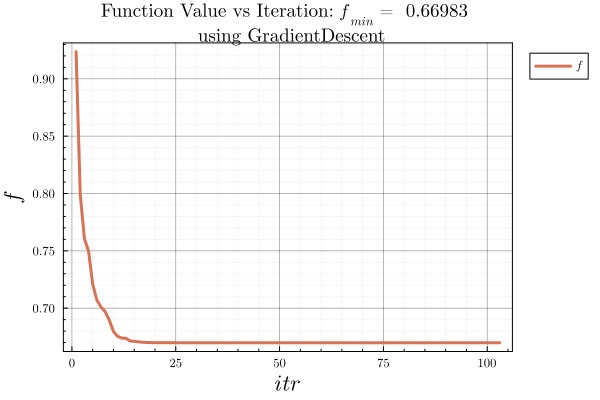 Function Value vs Iteration: f_min = 0.66983
using GradientDescent
f
0.90
0.85
0.80
0.75
0.70
f
0 25 50 75 100
itr